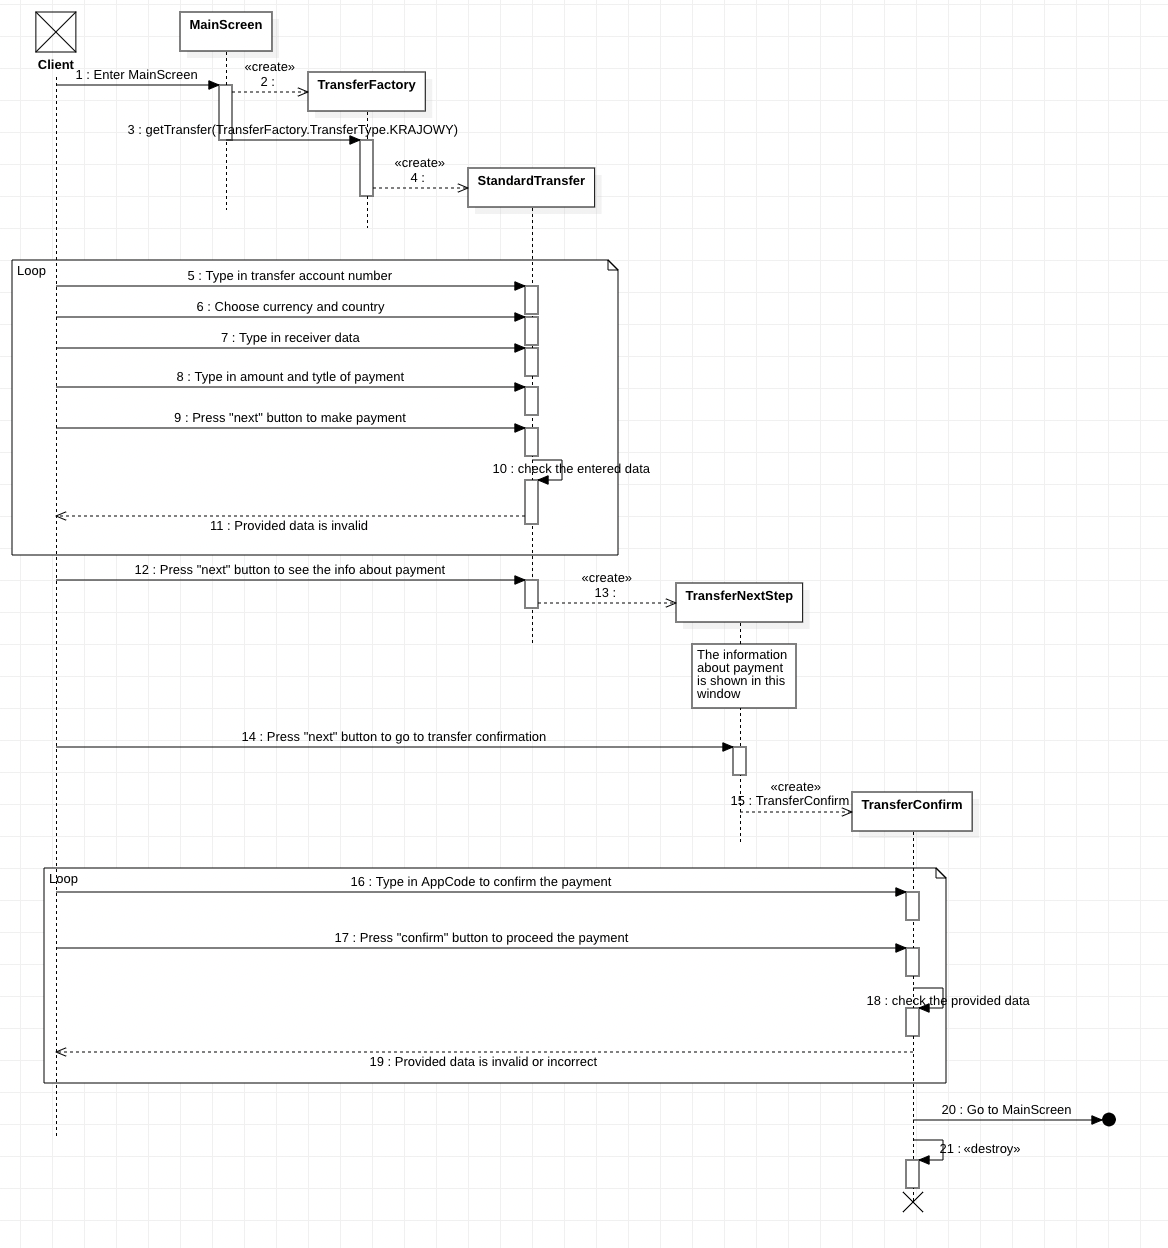 MainScreen
Client
1 : Enter MainScreen
«create»
2 :
TransferFactory
3 : getTransfer(TransferFactory.TransferType.KRAJOWY)
«create»
4 :
StandardTransfer
Loop
5 : Type in transfer account number
6 : Choose currency and country
7 : Type in receiver data
8 : Type in amount and tytle of payment
9 : Press "next" button to make payment
10 : check the entered data
11 : Provided data is invalid
12 : Press "next" button to see the info about payment
«create»
13 :
TransferNextStep
The information
about payment
is shown in this
window
14 : Press "next" button to go to transfer confirmation
«create»
15 : TransferConfirm
TransferConfirm
Loop
16 : Type in AppCode to confirm the payment
17 : Press "confirm" button to proceed the payment
18 : check the provided data
19 : Provided data is invalid or incorrect
20 : Go to MainScreen
21 : «destroy»